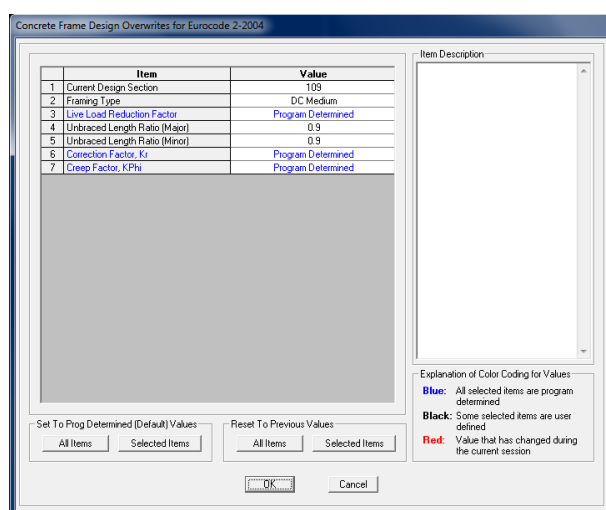 Concrete Frame Design Overwrites for Eurocode 2-2004
Item Value
1 Current Design Section 109
2 Framing Type DC Medium
3 Live Load Reduction Factor Program Determined
4 Unbraced Length Ratio (Major) 0.9
5 Unbraced Length Ratio (Minor) 0.9
6 Correction Factor, Kr Program Determined
7 Creep Factor, KPhi Program Determined
Item Description
Explanation of Color Coding for Values
Blue: All selected items are program
determined
Black: Some selected items are user
defined
Red: Value that has changed during
the current session
Set To Prog Determined (Default) Values
All Items Selected Items
Reset To Previous Values
All Items Selected Items
OK Cancel